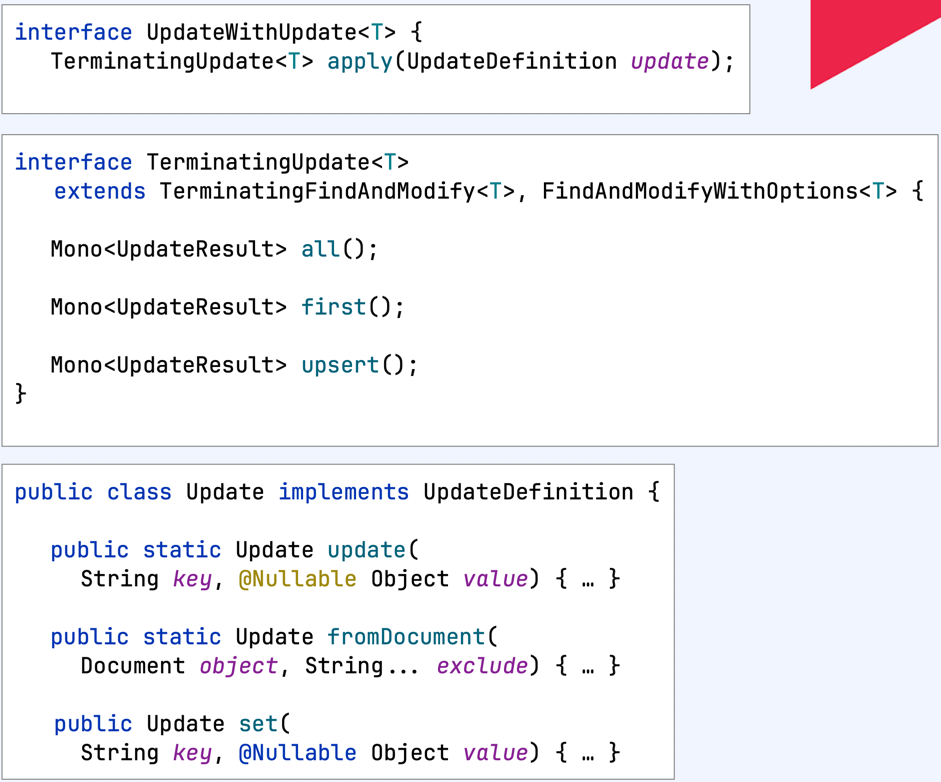 interface UpdateWithUpdate<T> {
TerminatingUpdate<T> apply(UpdateDefinition update);
interface TerminatingUpdate<T>
extends TerminatingFindAndModify<T>, FindAndModifyWithOptions<T> {
Mono<UpdateResult> all();
Mono<UpdateResult> first();
Mono<UpdateResult> upsert();
}
public class Update implements UpdateDefinition {
public static Update update(
String key, @Nullable Object value) { … }
public static Update fromDocument(
Document object, String... exclude) { … }
public Update set(
String key, @Nullable Object value) { … }